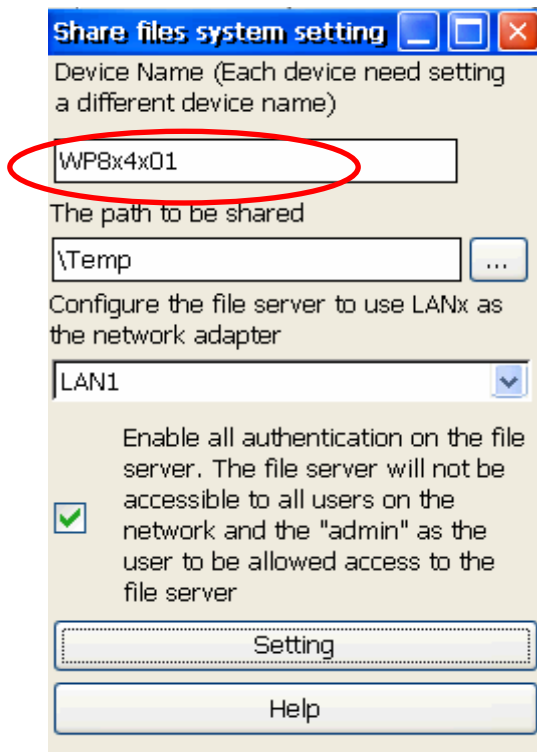 Share files system setting
Device Name (Each device need setting
a different device name)
WP8x4x01
The path to be shared
\Temp
...
Configure the file server to use LANx as
the network adapter
LAN1
Enable all authentication on the file
server. The file server will not be
accessible to all users on the
network and the "admin" as the
user to be allowed access to the
file server
Setting
Help